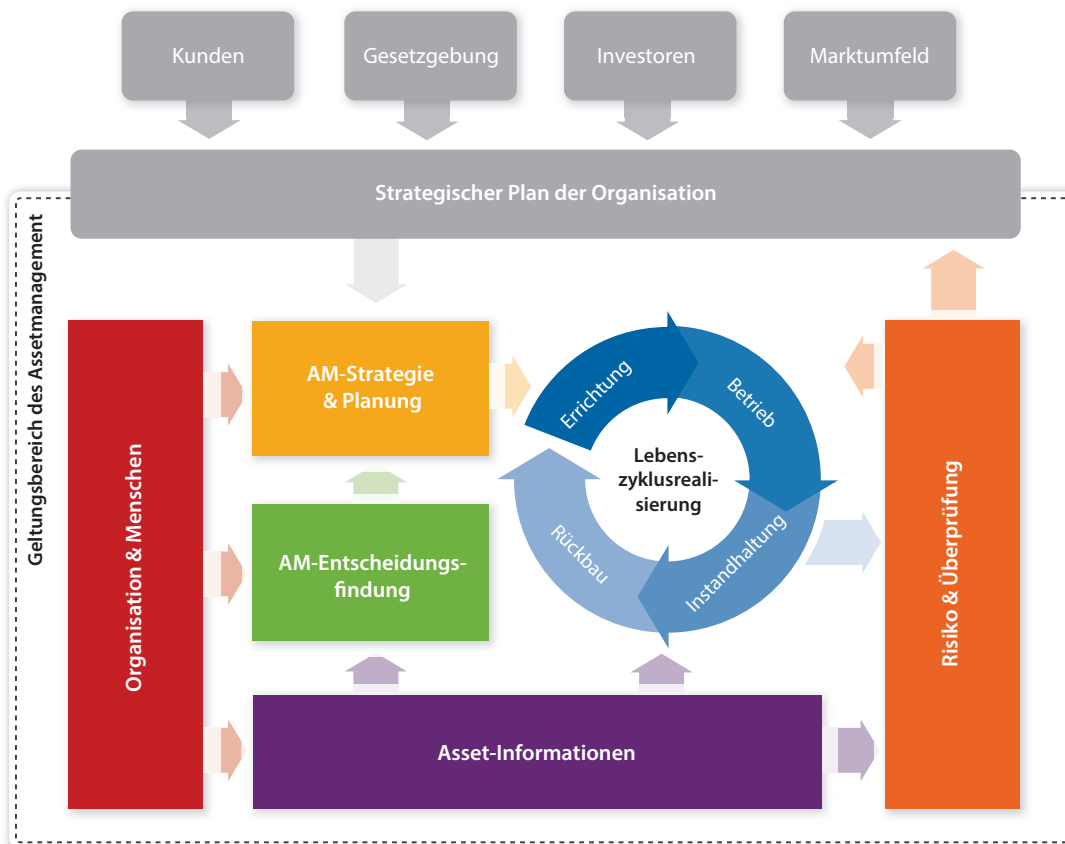 Kunden
Gesetzgebung
Investoren
Marktumfeld
Strategischer Plan der Organisation
Geltungsbereich des Assetmanagement
Organisation & Menschen
AM-Strategie
& Planung
AM-Entscheidungs-
findung
Errichtung
Betrieb
Instandhaltung
Rückbau
Lebens-
zyklusreali-
sierung
Risiko & Überprüfung
Asset-Informationen